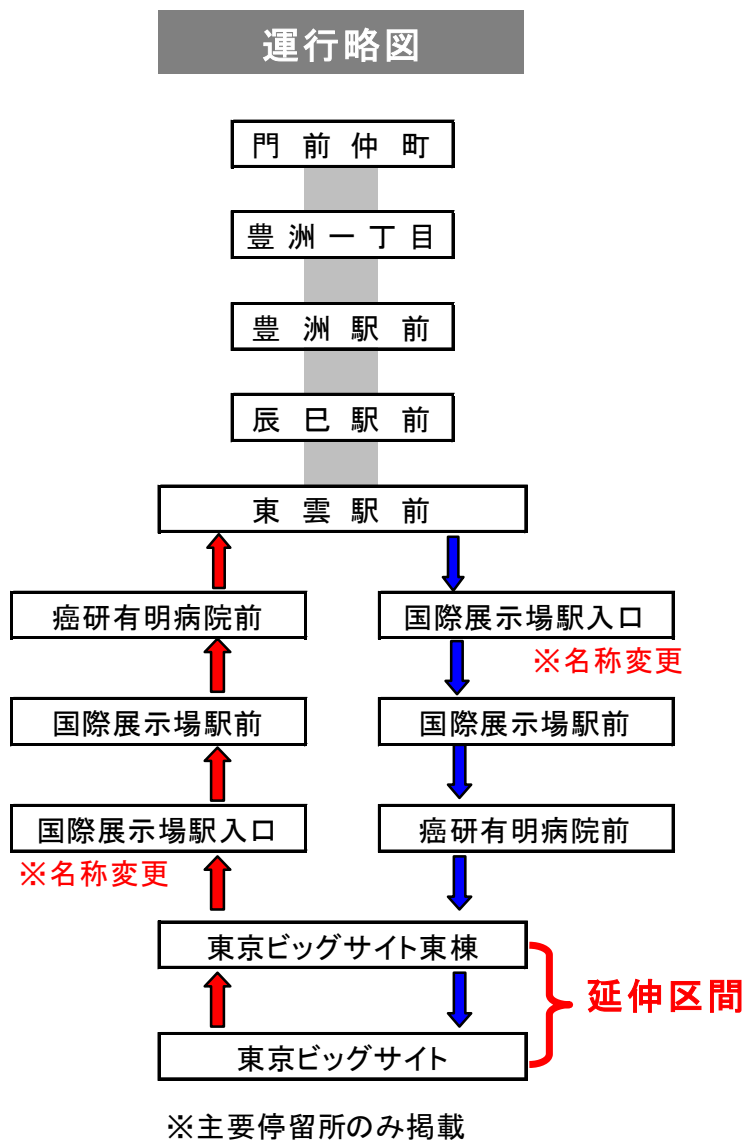 運行略図
門前仲町
豊洲一丁目
豊洲駅前
辰巳駅前
東雲駅前
癌研有明病院前
国際展示場駅入口
※名称変更
国際展示場駅前
国際展示場駅前
国際展示場駅入口
※名称変更
癌研有明病院前
東京ビッグサイト東棟
延伸区間
東京ビッグサイト
※主要停留所のみ掲載